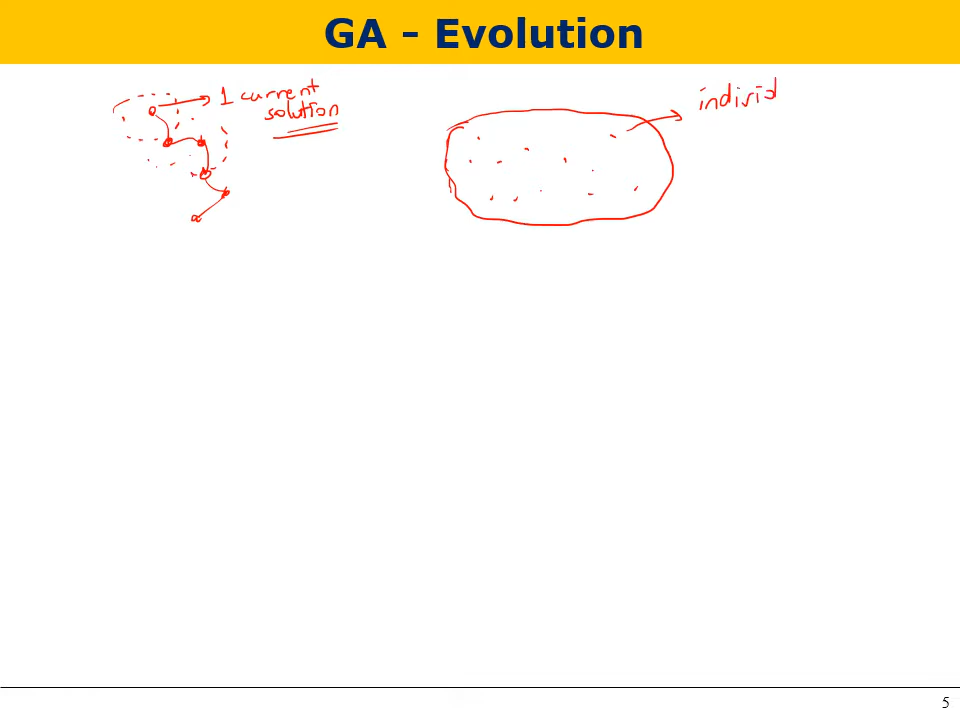 GA – Evolution
1 current
solution
individ
5